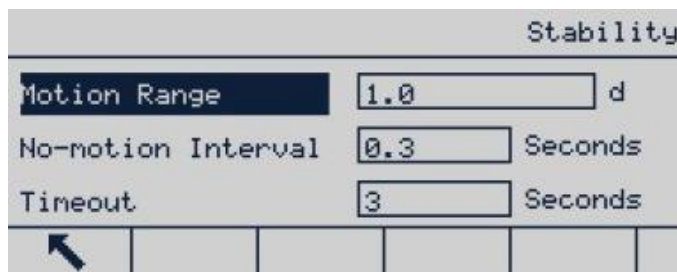 Stability
Motion Range 1.0 d
No-motion Interval 0.3 Seconds
Timeout 3 Seconds